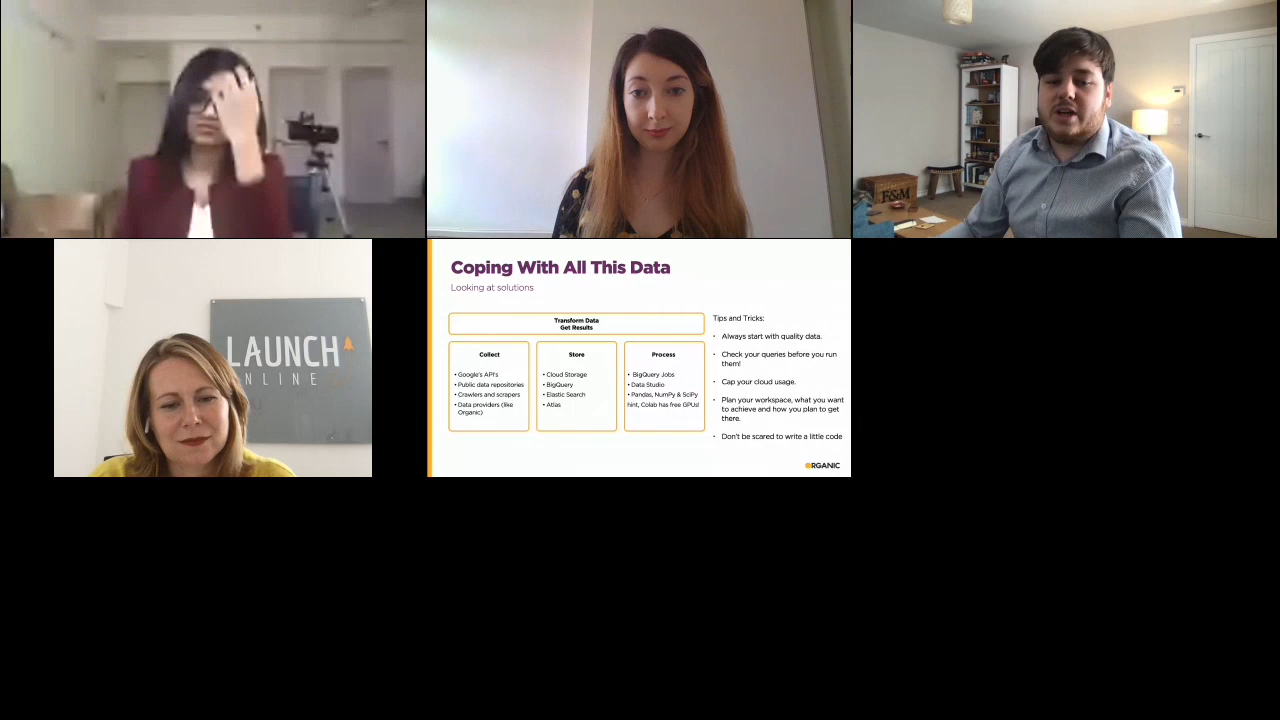 F&M
LAUNCH
NLINE
Coping With All This Data
Looking at solutions
Transform Data
Get Results
Collect
• Google's API's
• Public data repositories
• Crawlers and scrapers
• Data providers (like
Organic)
Store
• Cloud Storage
• BigQuery
• Elastic Search
• Atlas
Process
• BigQuery Jobs
• Data Studio
• Pandas, NumPy & SciPy
hint, Colab has free GPUs!
Tips and Tricks:
• Always start with quality data.
• Check your queries before you run
them!
• Cap your cloud usage.
• Plan your workspace, what you want
to achieve and how you plan to get
there.
• Don't be scared to write a little code
ORGANIC